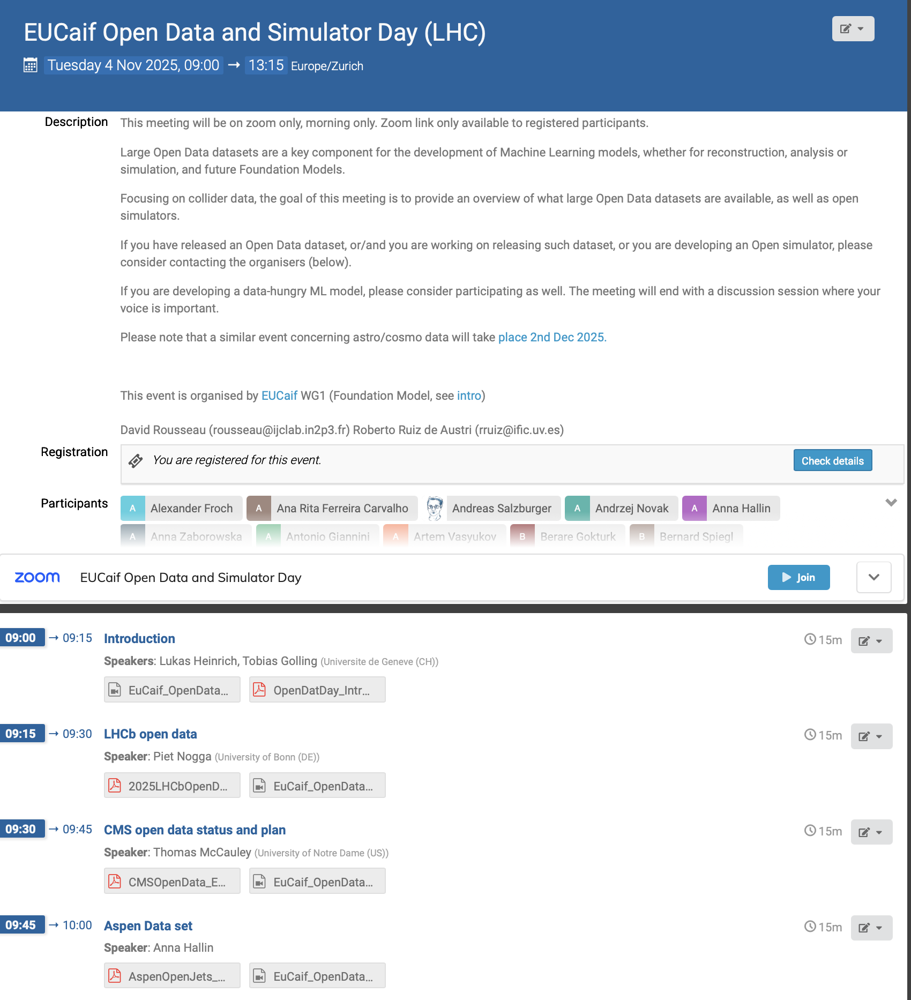 EUCaif Open Data and Simulator Day (LHC)
Tuesday 4 Nov 2025, 09:00 → 13:15 Europe/Zurich
Description
This meeting will be on zoom only, morning only. Zoom link only available to registered participants.
Large Open Data datasets are a key component for the development of Machine Learning models, whether for reconstruction, analysis or
simulation, and future Foundation Models.
Focusing on collider data, the goal of this meeting is to provide an overview of what large Open Data datasets are available, as well as open
simulators.
If you have released an Open Data dataset, or/and you are working on releasing such dataset, or you are developing an Open simulator, please
consider contacting the organisers (below).
If you are developing a data-hungry ML model, please consider participating as well. The meeting will end with a discussion session where your
voice is important.
Please note that a similar event concerning astro/cosmo data will take place 2nd Dec 2025.
This event is organised by EUCaif WG1 (Foundation Model, see intro)
David Rousseau (rousseau@ijclab.in2p3.fr) Roberto Ruiz de Austri (rruiz@ific.uv.es)
Registration
You are registered for this event.
Check details
Participants
A Alexander Froch A Ana Rita Ferreira Carvalho Andreas Salzburger A Andrzej Novak A Anna Hallin
A Anna Zaborowska A Antonio Giannini A Artem Vasyukov B Berare Gokturk B Bernard Spiegl
zoom EUCaif Open Data and Simulator Day Join
09:00 → 09:15 Introduction 15m
Speakers: Lukas Heinrich, Tobias Golling (Universite de Geneve (CH))
EuCaif_OpenData... OpenDatDay_Intr...
09:15 → 09:30 LHCb open data 15m
Speaker: Piet Nogga (University of Bonn (DE))
2025LHCbOpenD... EuCaif_OpenData...
09:30 → 09:45 CMS open data status and plan 15m
Speaker: Thomas McCauley (University of Notre Dame (US))
CMSOpenData_E... EuCaif_OpenData...
09:45 → 10:00 Aspen Data set 15m
Speaker: Anna Hallin
AspenOpenJets_... EuCaif_OpenData...